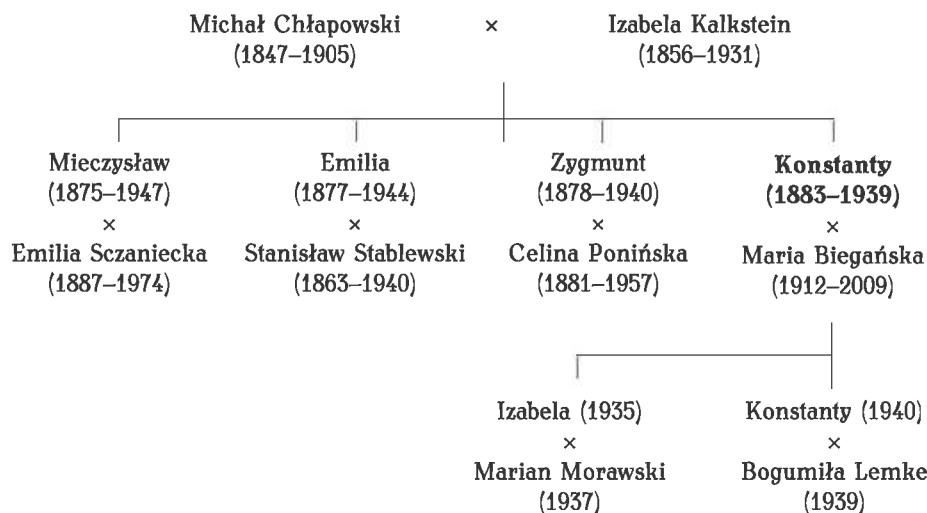 Michał Chłapowski × Izabela Kalkstein
(1847–1905) (1856–1931)
Mieczysław Emilia Zygmunt Konstanty
(1875–1947) (1877–1944) (1878–1940) (1883–1939)
× × × ×
Emilia Sczaniecka Stanisław Stablewski Celina Ponińska Maria Biegańska
(1887–1974) (1863–1940) (1881–1957) (1912–2009)
Izabela (1935) Konstanty (1940)
× ×
Marian Morawski Bogumiła Lemke
(1937) (1939)